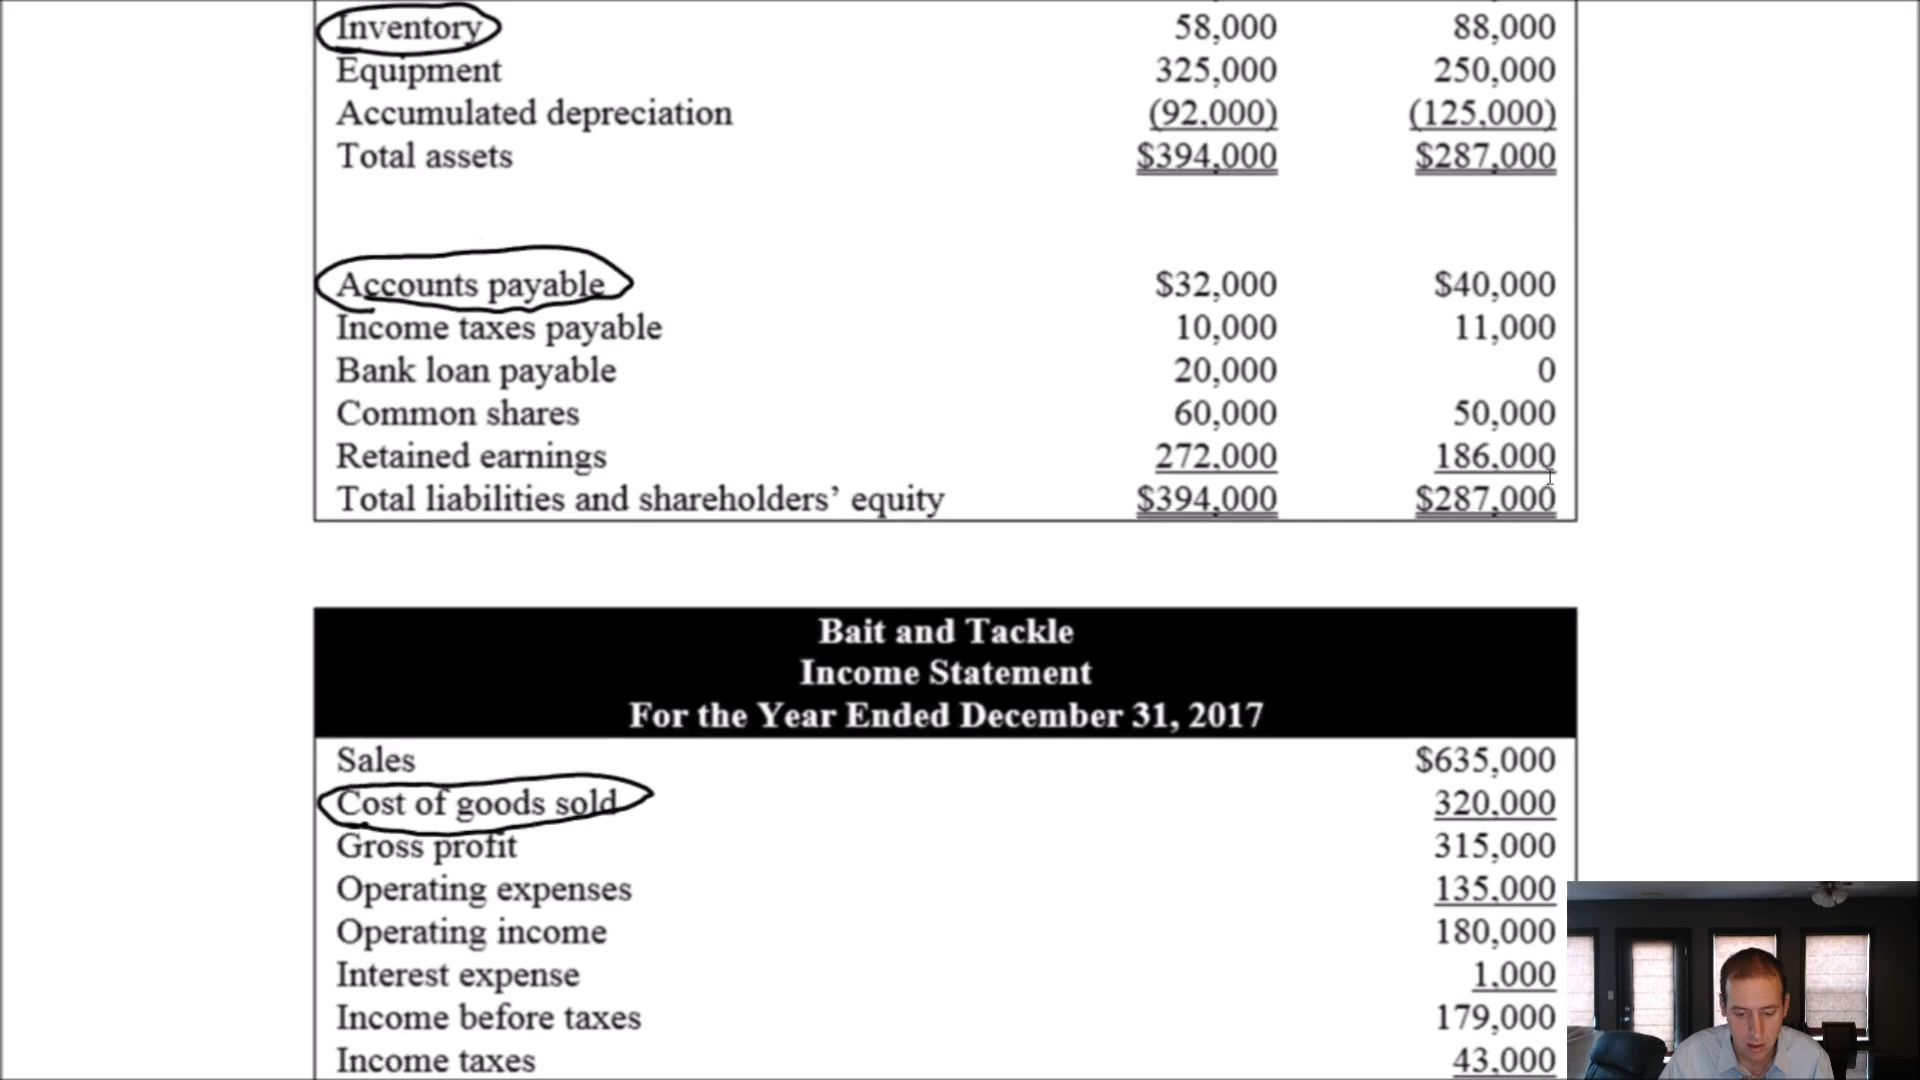 Inventory 58,000 88,000
Equipment 325,000 250,000
Accumulated depreciation (92,000) (125,000)
Total assets $394,000 $287,000
Accounts payable $32,000 $40,000
Income taxes payable 10,000 11,000
Bank loan payable 20,000 0
Common shares 60,000 50,000
Retained earnings 272,000 186,000
Total liabilities and shareholders’ equity $394,000 $287,000
Bait and Tackle
Income Statement
For the Year Ended December 31, 2017
Sales $635,000
Cost of goods sold 320,000
Gross profit 315,000
Operating expenses 135,000
Operating income 180,000
Interest expense 1,000
Income before taxes 179,000
Income taxes 43,000